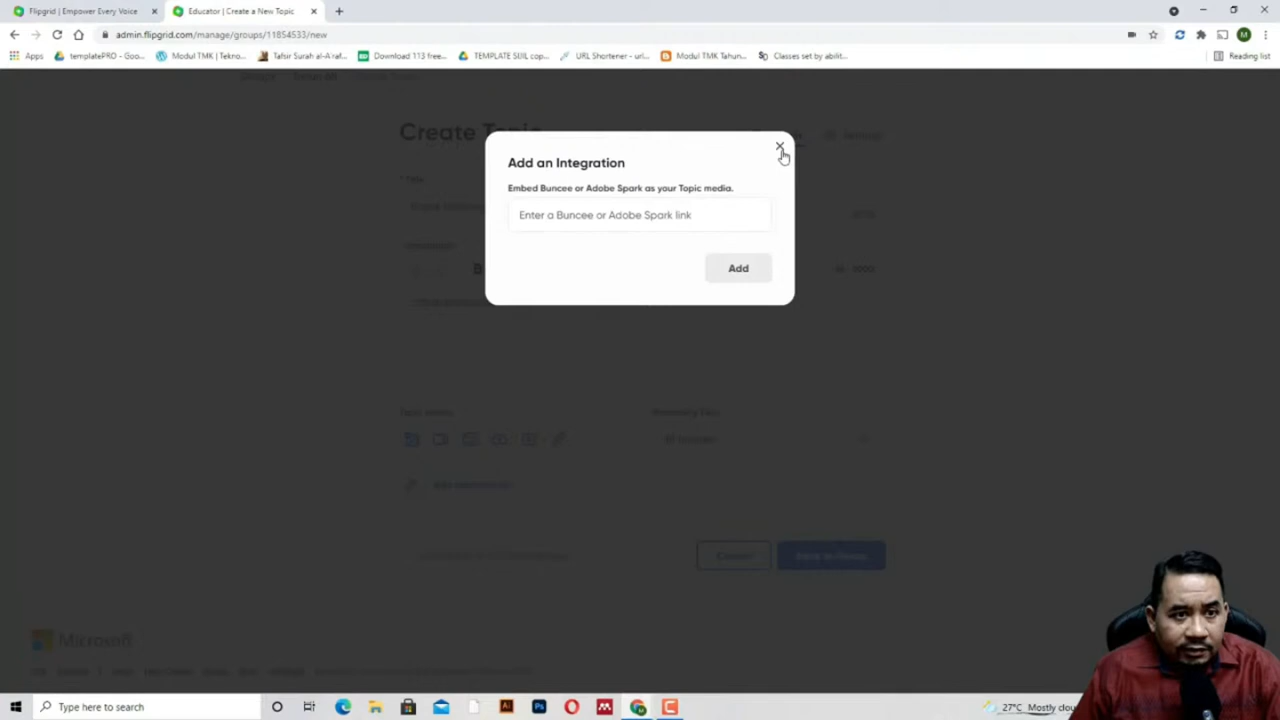 Flipgrid | Empower Every Voice
Educator | Create a New Topic
admin.flipgrid.com/manage/groups/11854533/new
M
Apps
templatePRO - Goo...
Modul TMK | Tekno...
Tafsir Surah al-A'raf...
Download 113 free...
TEMPLATE SIJIL cop...
URL Shortener - url...
Modul TMK Tahun...
Classes set by abilit...
Reading list
Create Topic
Add an Integration
Embed Buncee or Adobe Spark as your Topic media.
Enter a Buncee or Adobe Spark link
Add
Cancel
Microsoft
Type here to search
27°C Mostly clou